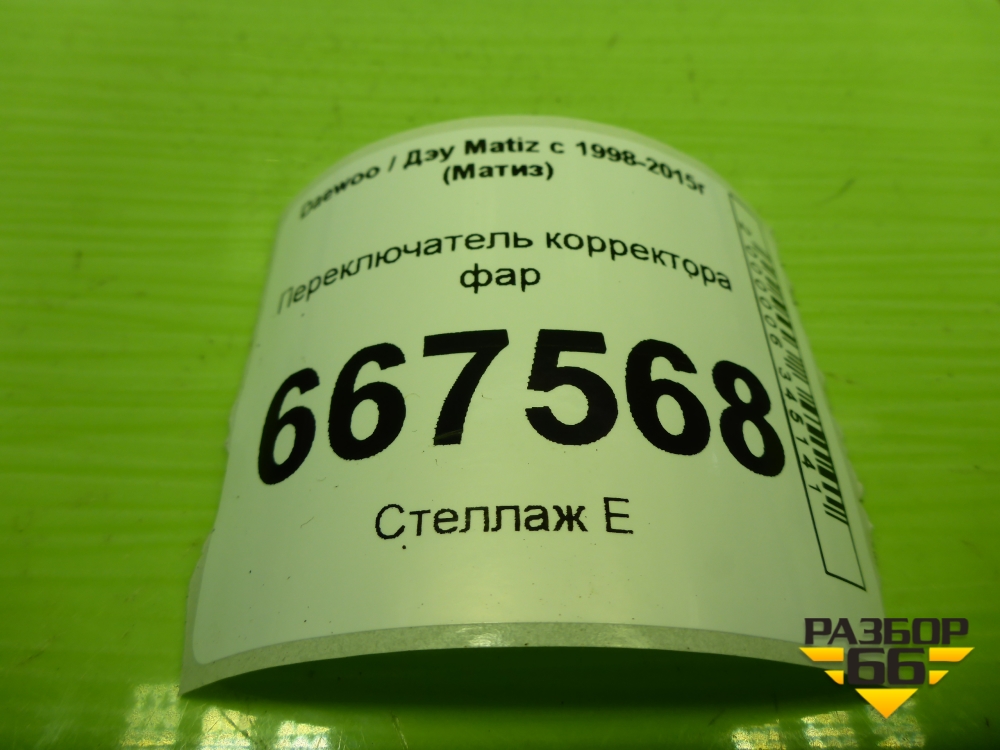 Daewoo / Дэу Matiz с 1998-2015г
(Матиз)
Переключатель корректора
фар
667568
Стеллаж Е
РАЗБОР
66